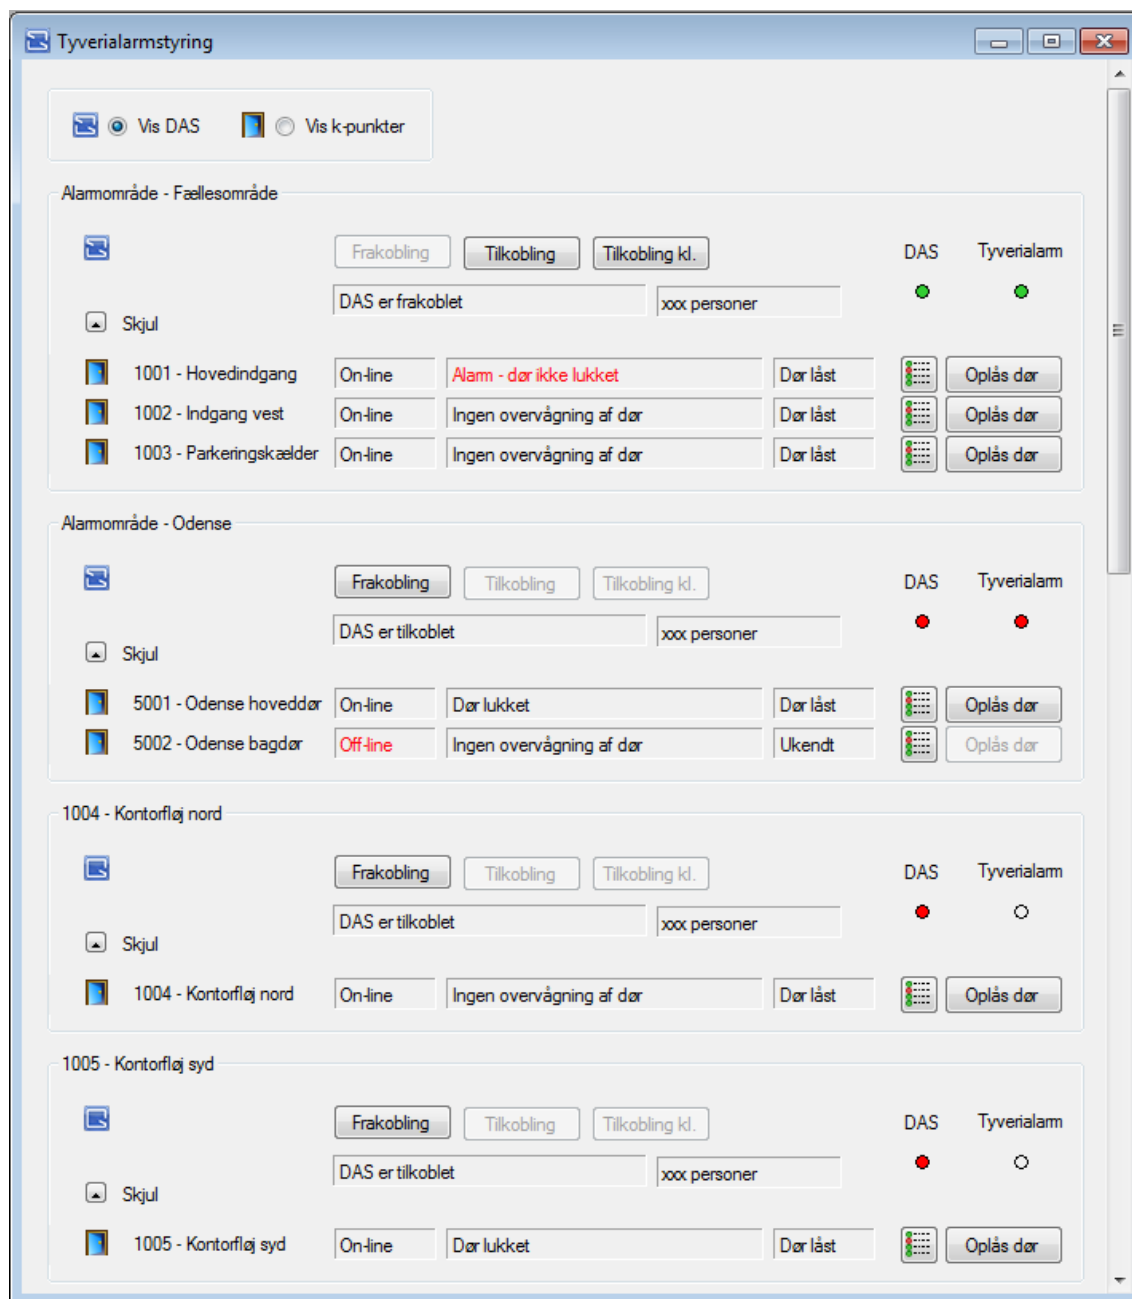 Tyverialarmstyring
Vis DAS Vis k-punkter
Alarmområde - Fællesområde
Frakobling Tilkobling Tilkobling kl. DAS Tyverialarm
DAS er frakoblet xxx personer
Skjul
1001 - Hovedindgang On-line Alarm - dør ikke lukket Dør låst Oplås dør
1002 - Indgang vest On-line Ingen overvågning af dør Dør låst Oplås dør
1003 - Parkeringskælder On-line Ingen overvågning af dør Dør låst Oplås dør
Alarmområde - Odense
Frakobling Tilkobling Tilkobling kl. DAS Tyverialarm
DAS er tilkoblet xxx personer
Skjul
5001 - Odense hoveddør On-line Dør lukket Dør låst Oplås dør
5002 - Odense bagdør Off-line Ingen overvågning af dør Ukendt Oplås dør
1004 - Kontorfløj nord
Frakobling Tilkobling Tilkobling kl. DAS Tyverialarm
DAS er tilkoblet xxx personer
Skjul
1004 - Kontorfløj nord On-line Ingen overvågning af dør Dør låst Oplås dør
1005 - Kontorfløj syd
Frakobling Tilkobling Tilkobling kl. DAS Tyverialarm
DAS er tilkoblet xxx personer
Skjul
1005 - Kontorfløj syd On-line Dør lukket Dør låst Oplås dør